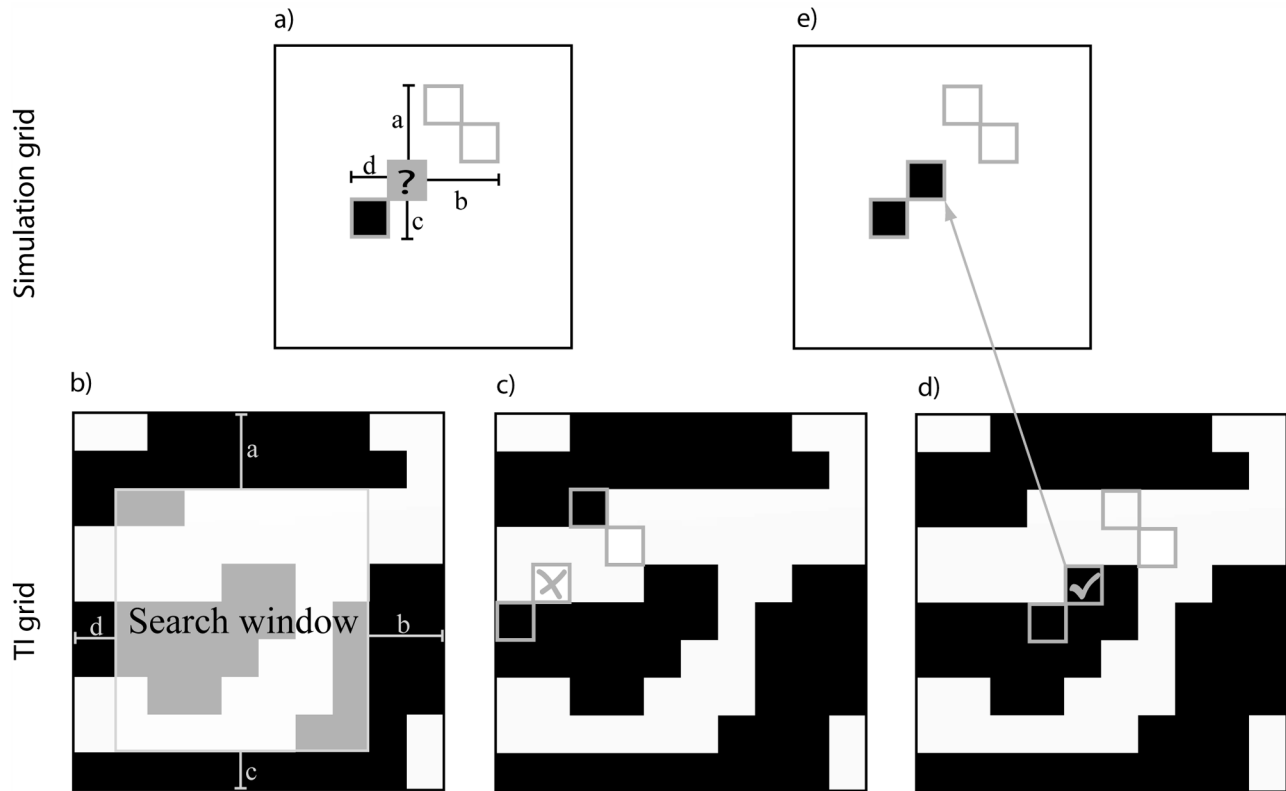 a)
e)
Simulation grid
a
d
?
b
c
b)
c)
d)
TI grid
a
Search window
d
b
c